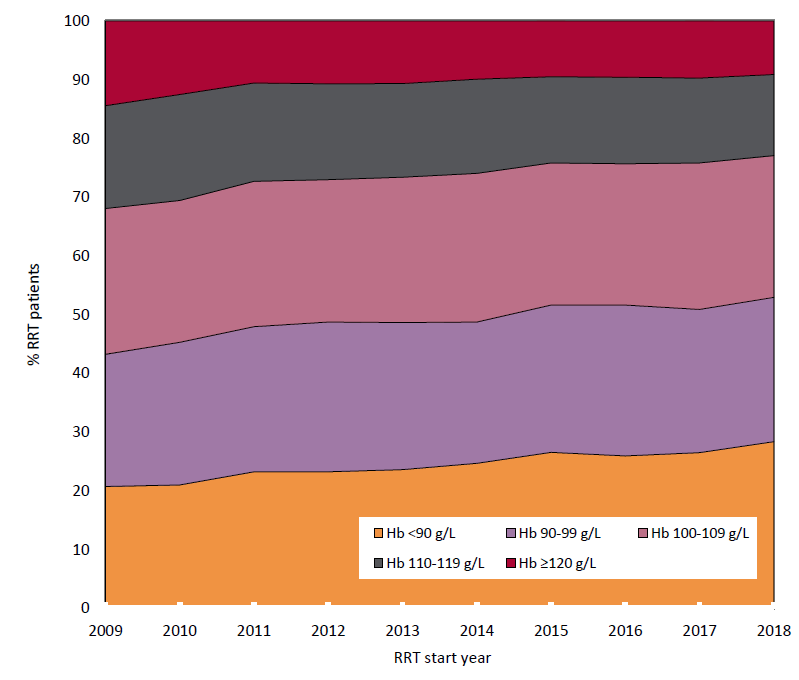 100
90
80
70
60
50
40
30
20
10
0
% RRT patients
Hb <90 g/L Hb 90-99 g/L Hb 100-109 g/L
Hb 110-119 g/L Hb ≥120 g/L
2009 2010 2011 2012 2013 2014 2015 2016 2017 2018
RRT start year